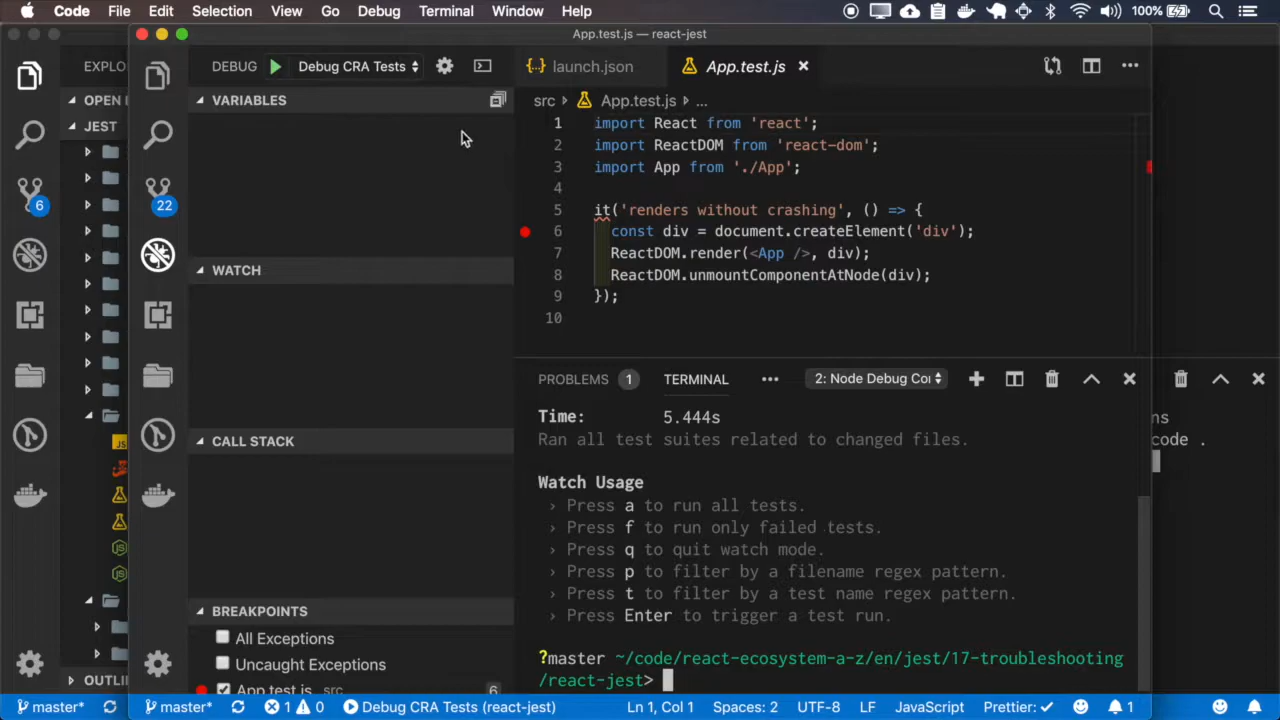 Code File Edit Selection View Go Debug Terminal Window Help 100%
App.test.js — react-jest
EXPLO
OPEN
JEST
6
OUTLI
22
DEBUG Debug CRA Tests
VARIABLES
WATCH
CALL STACK
BREAKPOINTS
All Exceptions
Uncaught Exceptions
App.test.js src 6
{·} launch.json App.test.js
src App.test.js ...
1 import React from 'react';
2 import ReactDOM from 'react-dom';
3 import App from './App';
4
5 it('renders without crashing', () => {
6 const div = document.createElement('div');
7 ReactDOM.render(<App />, div);
8 ReactDOM.unmountComponentAtNode(div);
9 });
10
PROBLEMS 1 TERMINAL ••• 2: Node Debug Con
Time: 5.444s
Ran all test suites related to changed files.
Watch Usage
› Press a to run all tests.
› Press f to run only failed tests.
› Press q to quit watch mode.
› Press p to filter by a filename regex pattern.
› Press t to filter by a test name regex pattern.
› Press Enter to trigger a test run.
?master ~/code/react-ecosystem-a-z/en/jest/17-troubleshooting
/react-jest>
ns
code .
JS
JS
master*
master* 1 0 Debug CRA Tests (react-jest) Ln 1, Col 1 Spaces: 2 UTF-8 LF JavaScript Prettier: ✓ 1